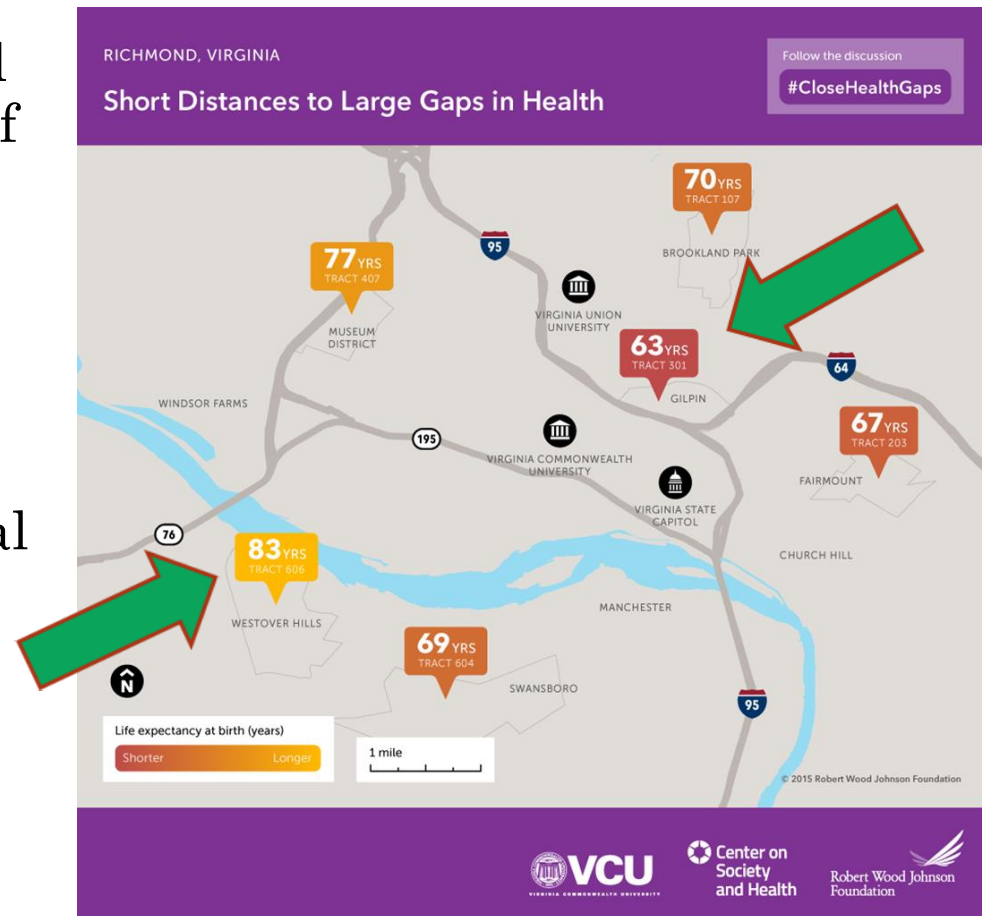 l
f
al
RICHMOND, VIRGINIA
Short Distances to Large Gaps in Health
Follow the discussion
#CloseHealthGaps
70 YRS
TRACT 107
BROOKLAND PARK
95
77 YRS
TRACT 407
MUSEUM
DISTRICT
VIRGINIA UNION
UNIVERSITY
63 YRS
TRACT 301
GILPIN
64
WINDSOR FARMS
195
VIRGINIA COMMONWEALTH
UNIVERSITY
67 YRS
TRACT 203
FAIRMOUNT
VIRGINIA STATE
CAPITOL
76
83 YRS
TRACT 606
WESTOVER HILLS
CHURCH HILL
MANCHESTER
69 YRS
TRACT 604
SWANSBORO
N
95
Life expectancy at birth (years)
Shorter
Longer
1 mile
© 2015 Robert Wood Johnson Foundation
VCU
VIRGINIA COMMONWEALTH UNIVERSITY
Center on
Society
and Health
Robert Wood Johnson
Foundation